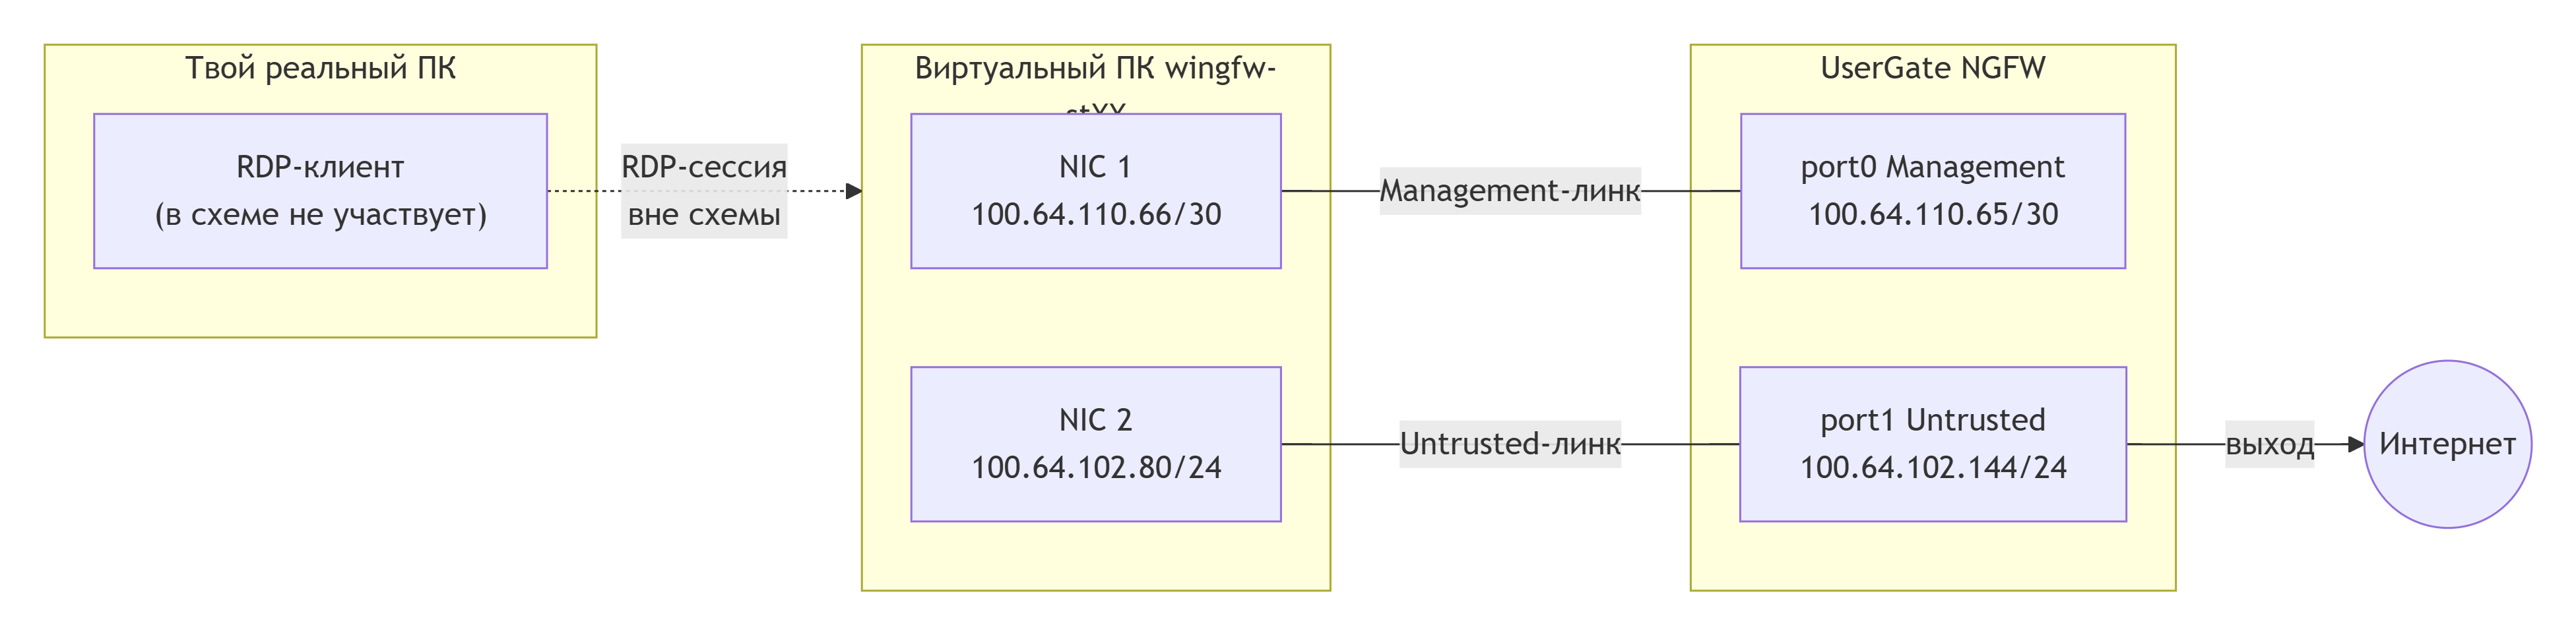 Твой реальный ПК
RDP-клиент
(в схеме не участвует)
RDP-сессия
вне схемы
Виртуальный ПК wingfw-
stXX
NIC 1
100.64.110.66/30
NIC 2
100.64.102.80/24
Management-линк
Untrusted-линк
UserGate NGFW
port0 Management
100.64.110.65/30
port1 Untrusted
100.64.102.144/24
выход
Интернет